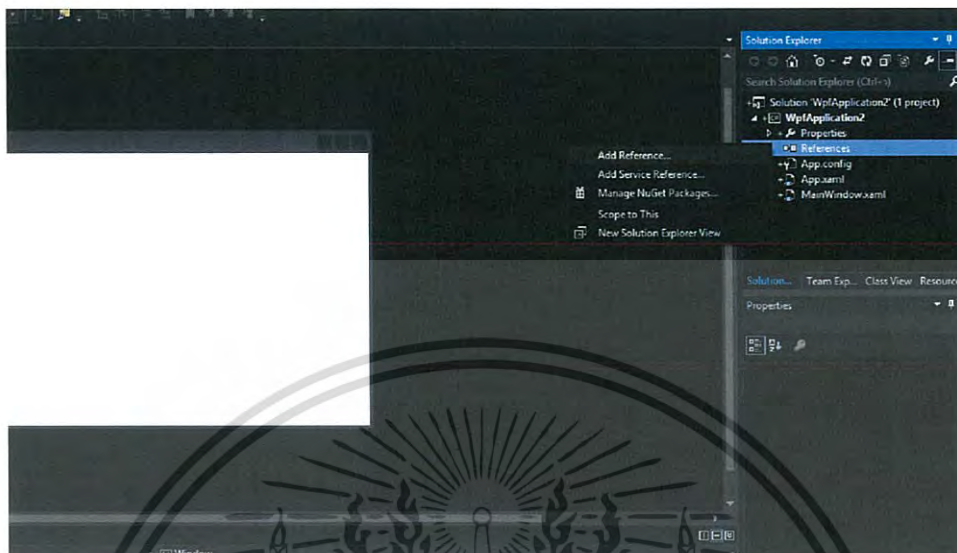 Solution Explorer
Search Solution Explorer (Ctrl+;)
Solution 'WpfApplication2' (1 project)
WpfApplication2
Properties
References
App.config
App.xaml
MainWindow.xaml
Add Reference...
Add Service Reference...
Manage NuGet Packages...
Scope to This
New Solution Explorer View
Solution... Team Exp... Class View Resource
Properties
Window